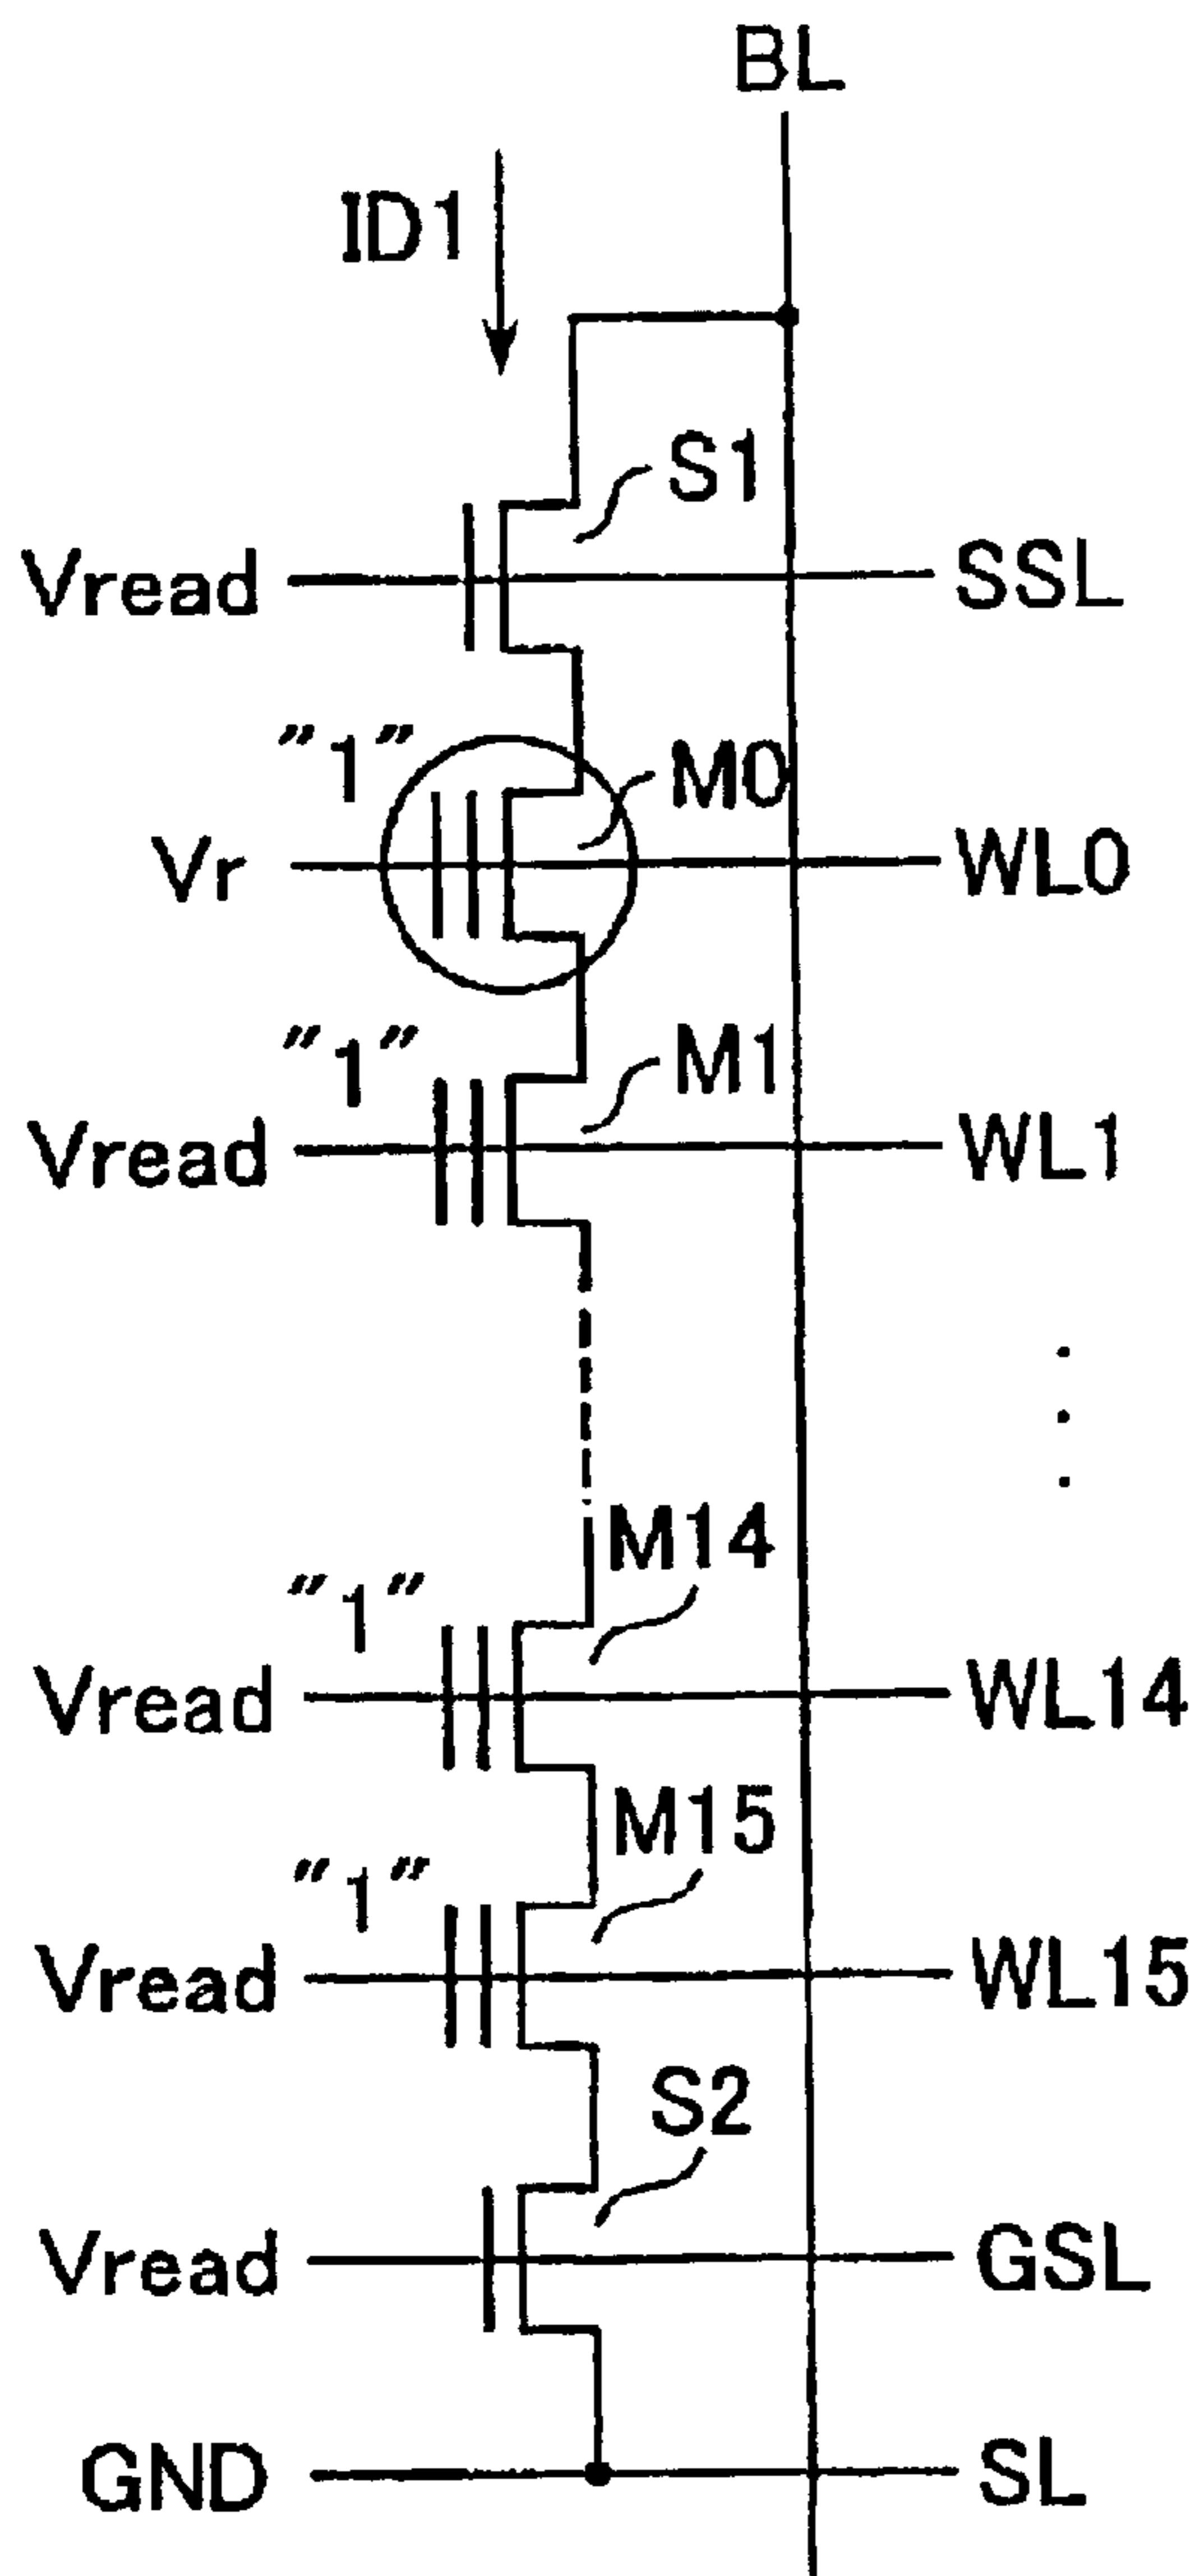 BL
ID1
S1
Vread SSL
"1" M0
Vr WL0
"1" M1
Vread WL1
M14
"1"
Vread WL14
M15
"1"
Vread WL15
S2
Vread GSL
GND SL